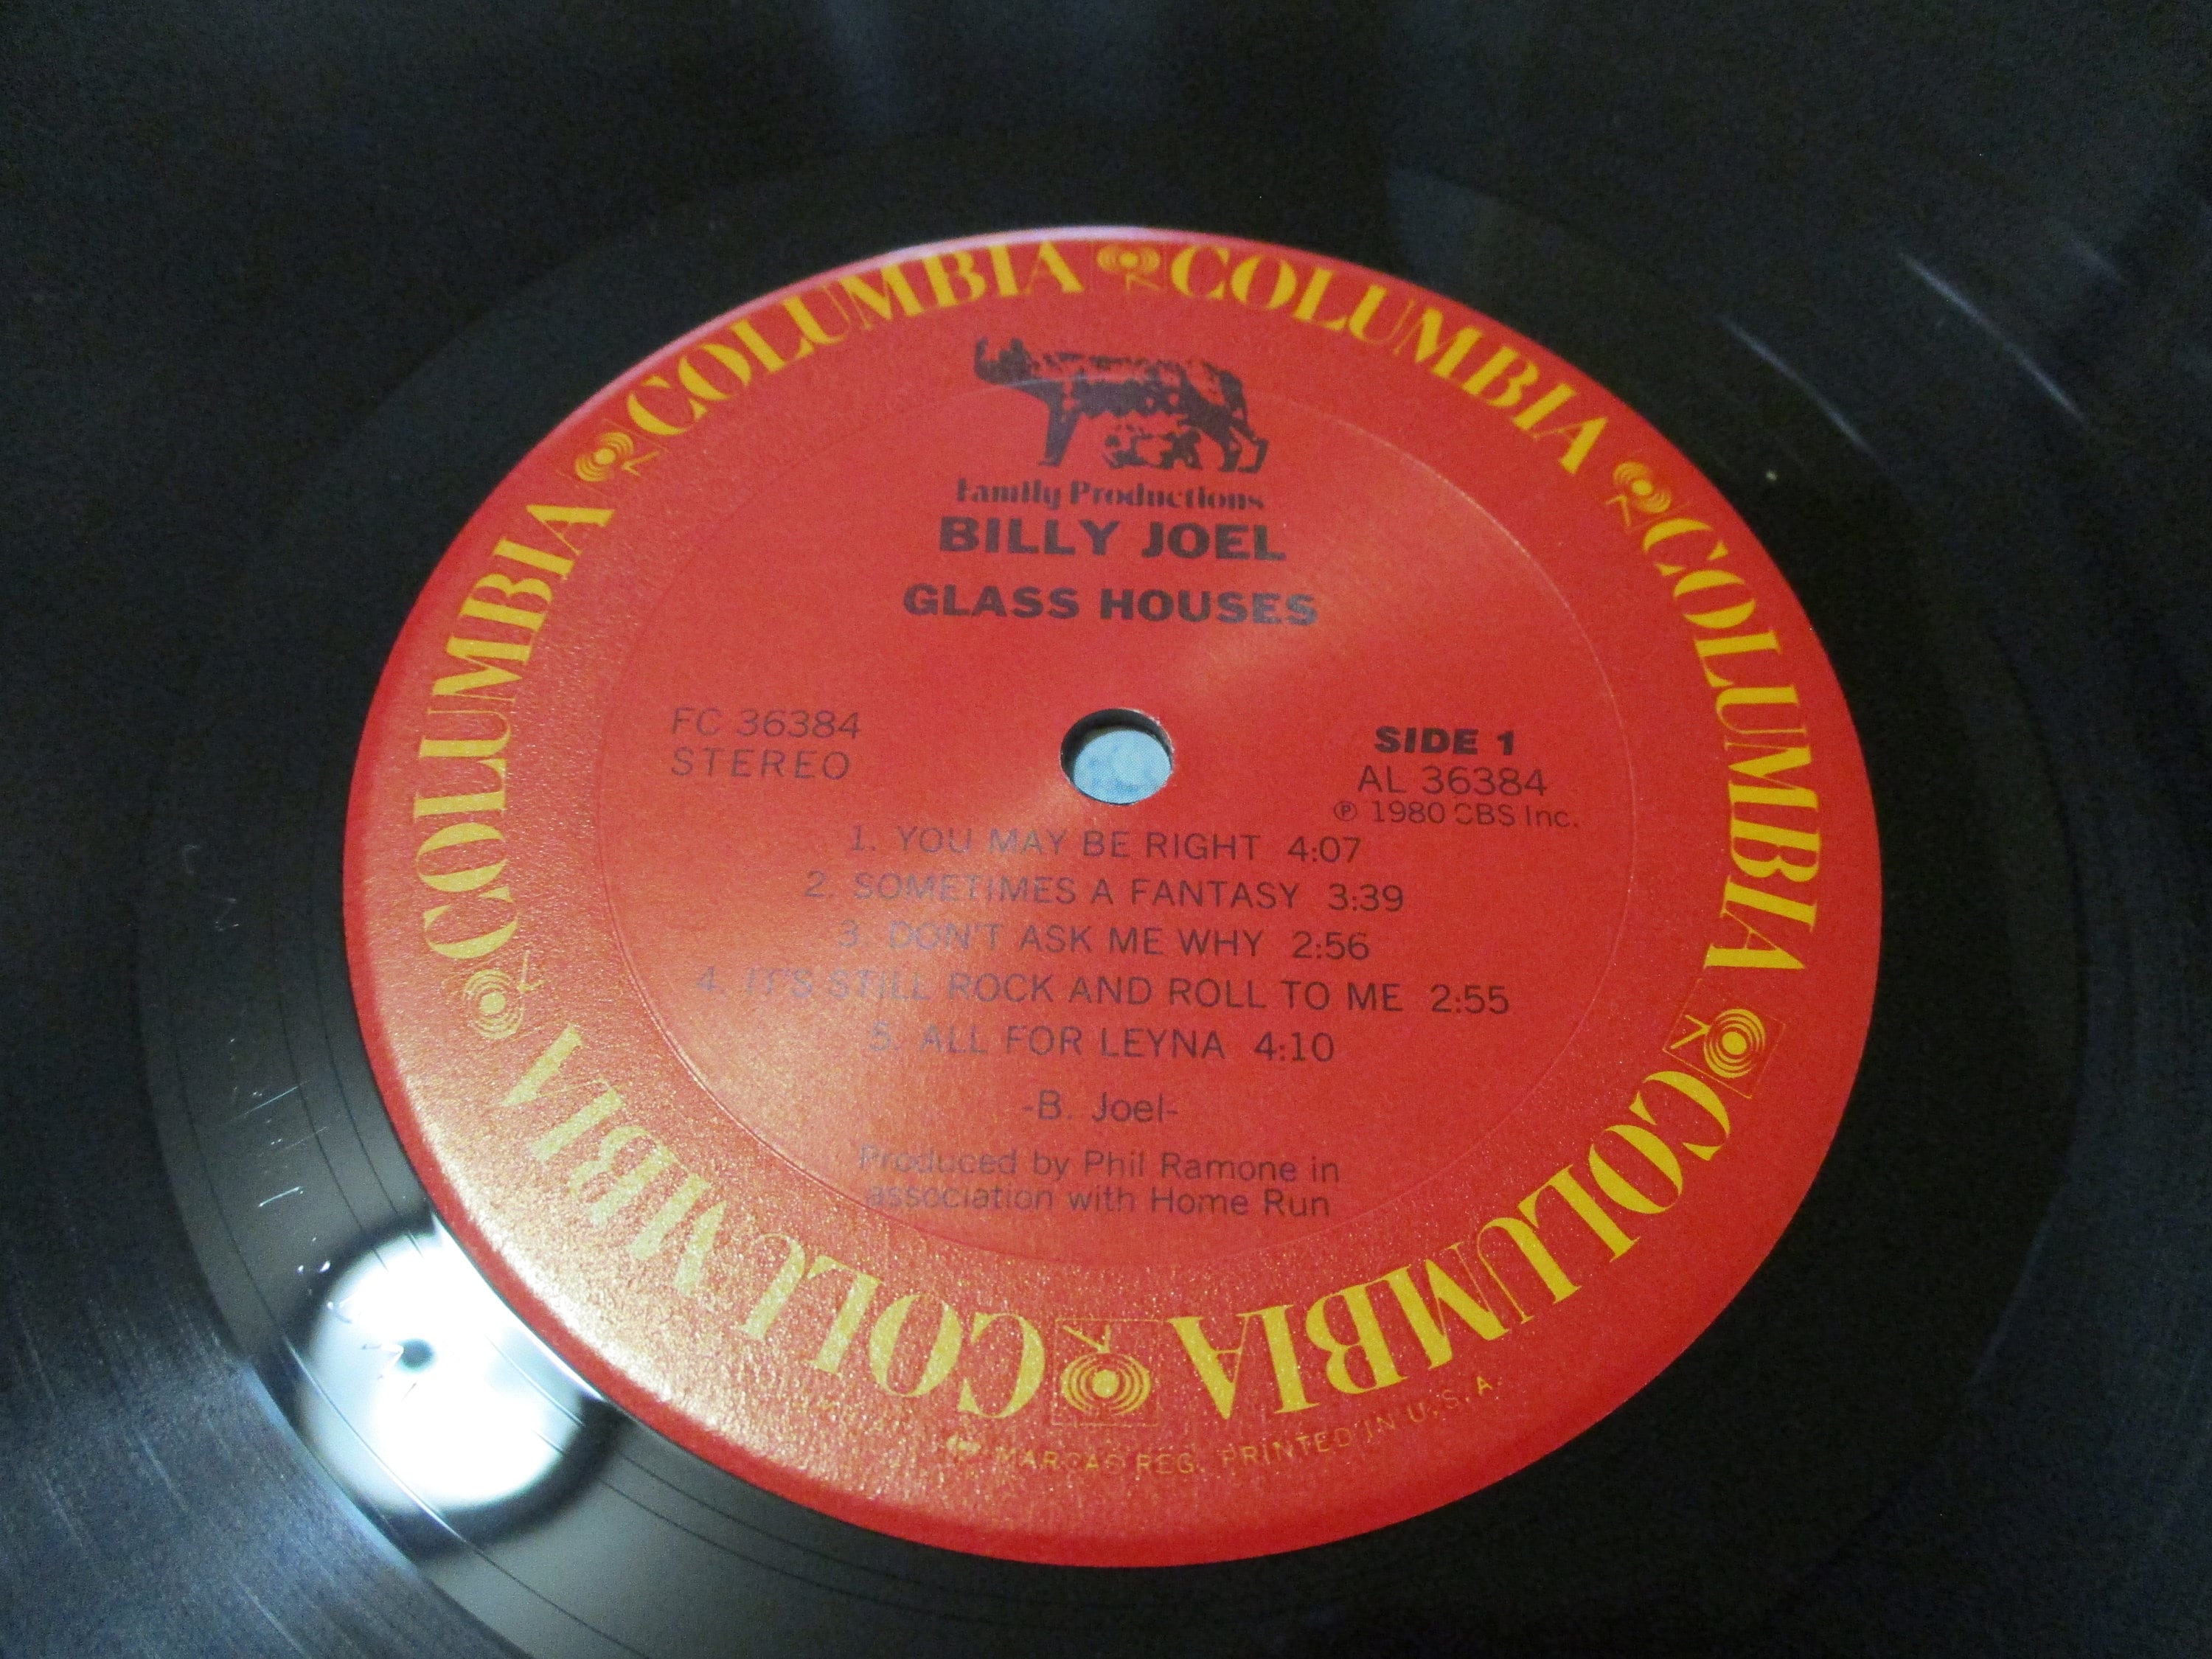 COLUMBIA COLUMBIA COLUMBIA COLUMBIA COLUMBIA COLUMBIA COLUMBIA
Family Productions
BILLY JOEL
GLASS HOUSES
FC 36384
STEREO
SIDE 1
AL 36384
℗ 1980 CBS Inc.
1. YOU MAY BE RIGHT 4:07
2. SOMETIMES A FANTASY 3:39
3. DON'T ASK ME WHY 2:56
4. IT'S STILL ROCK AND ROLL TO ME 2:55
5. ALL FOR LEYNA 4:10
-B. Joel-
Produced by Phil Ramone in
association with Home Run
MARCAS REG. PRINTED IN U.S.A.